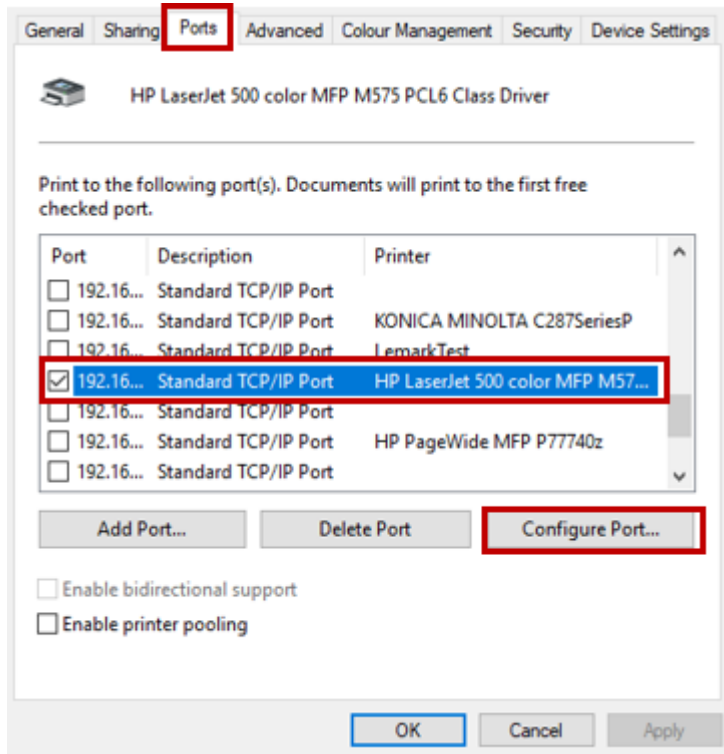 General Sharing Ports Advanced Colour Management Security Device Settings
HP LaserJet 500 color MFP M575 PCL6 Class Driver
Print to the following port(s). Documents will print to the first free
checked port.
Port Description Printer
192.16... Standard TCP/IP Port
192.16... Standard TCP/IP Port KONICA MINOLTA C287SeriesP
192.16... Standard TCP/IP Port LemarkTest
192.16... Standard TCP/IP Port HP LaserJet 500 color MFP M57...
192.16... Standard TCP/IP Port
192.16... Standard TCP/IP Port HP PageWide MFP P77740z
192.16... Standard TCP/IP Port
Add Port... Delete Port Configure Port...
Enable bidirectional support
Enable printer pooling
OK Cancel Apply